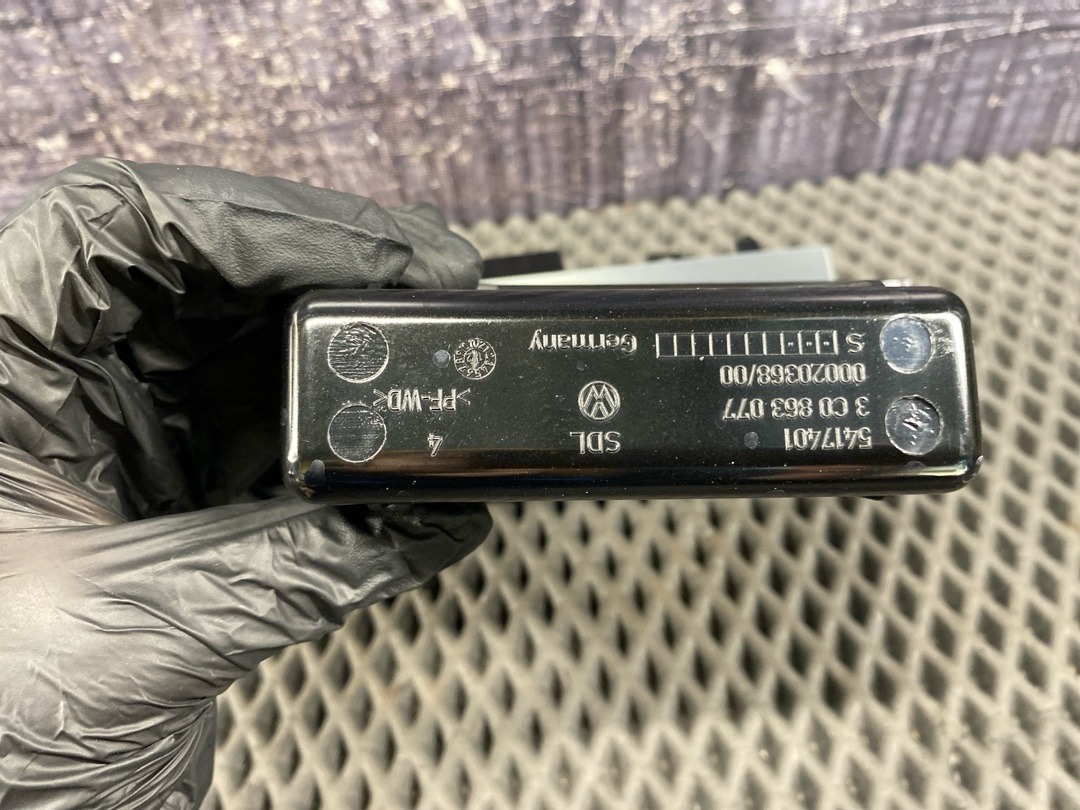 5417401
3 C0 863 077
00020368/00
S
SDL
Germany
4
>PF-WD<